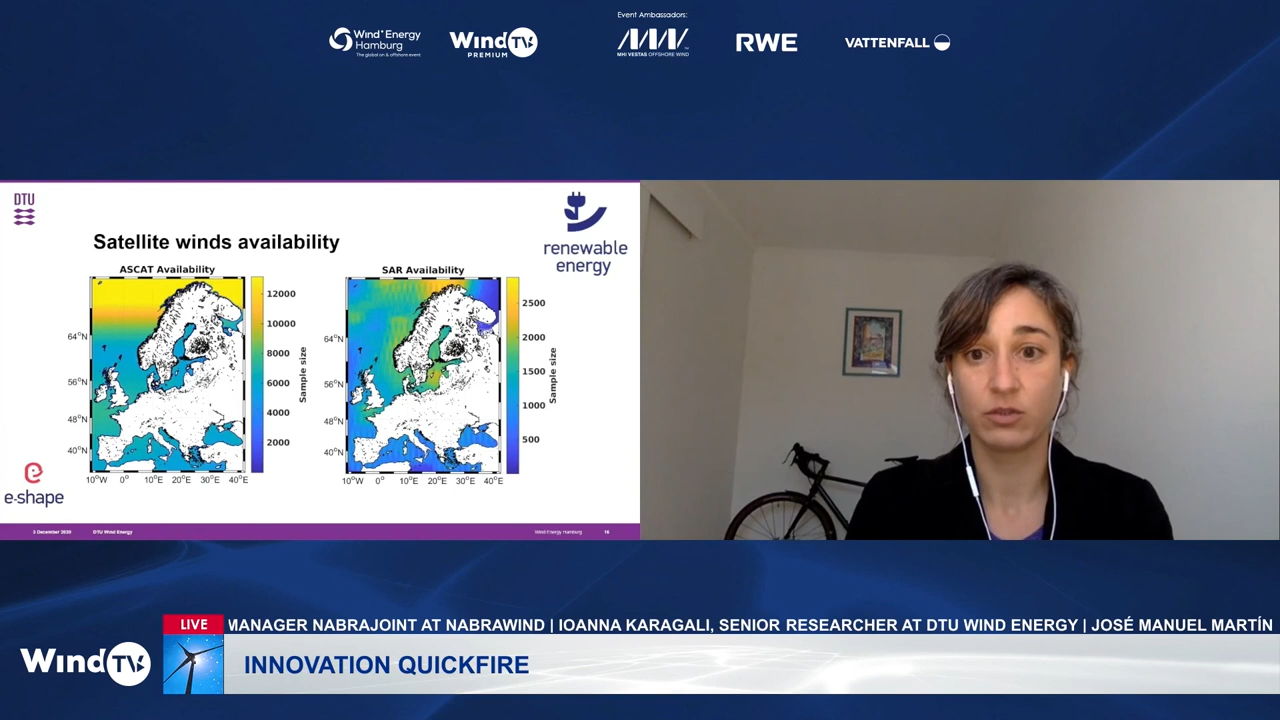 Event Ambassadors:
Wind Energy
Hamburg
The global on & offshore event
WindTV
PREMIUM
MHI VESTAS OFFSHORE WIND
RWE
VATTENFALL
DTU
renewable
energy
Satellite winds availability
ASCAT Availability
12000
10000
8000
6000
4000
2000
Sample size
64°N
56°N
48°N
40°N
10°W 0° 10°E 20°E 30°E 40°E
SAR Availability
2500
2000
1500
1000
500
Sample size
64°N
56°N
48°N
40°N
10°W 0° 10°E 20°E 30°E 40°E
e
e-shape
3 December 2020 DTU Wind Energy Wind Energy Hamburg 16
LIVE
MANAGER NABRAJOINT AT NABRAWIND | IOANNA KARAGALI, SENIOR RESEARCHER AT DTU WIND ENERGY | JOSÉ MANUEL MARTÍN
WindTV
INNOVATION QUICKFIRE